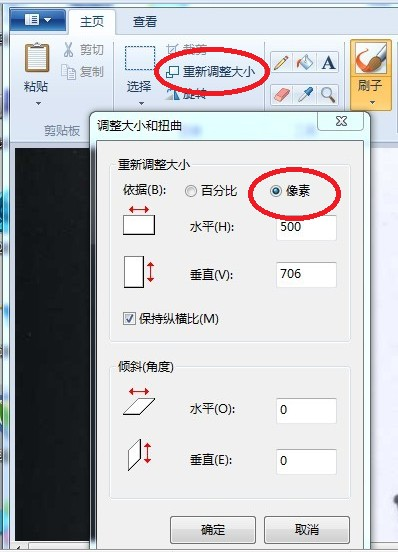 主页 查看
剪切
复制
粘贴
剪贴板
选择
裁剪
重新调整大小
旋转
A
刷子
调整大小和扭曲
重新调整大小
依据(B): 百分比 像素
水平(H): 500
垂直(V): 706
保持纵横比(M)
倾斜(角度)
水平(O): 0
垂直(E): 0
确定 取消